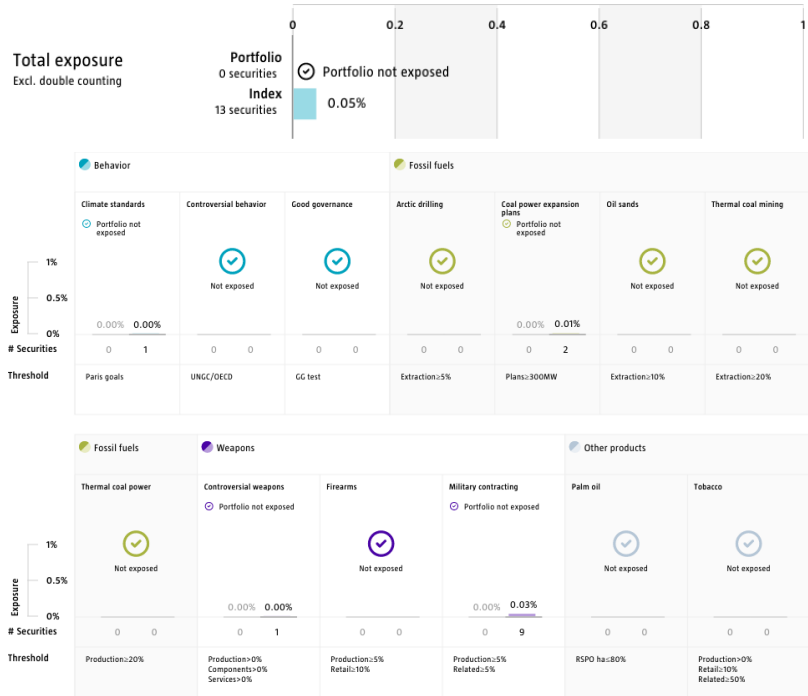 0 0.2 0.4 0.6 0.8 1
Total exposure
Excl. double counting
Portfolio
0 securities
Portfolio not exposed
Index
13 securities
0.05%
Behavior
Fossil fuels
Climate standards
Portfolio not
exposed
Controversial behavior
Good governance
Arctic drilling
Coal power expansion
plans
Portfolio not
exposed
Oil sands
Thermal coal mining
Not exposed
Not exposed
Not exposed
Not exposed
Not exposed
Exposure
1%
0.5%
0%
0.00% 0.00%
0.00% 0.01%
# Securities 0 1 0 0 0 0 0 0 0 2 0 0 0 0
Threshold Paris goals UNGC/OECD GG test Extraction≥5% Plans≥300MW Extraction≥10% Extraction≥20%
Fossil fuels
Weapons
Other products
Thermal coal power
Controversial weapons
Portfolio not exposed
Firearms
Military contracting
Portfolio not exposed
Palm oil
Tobacco
Not exposed
Not exposed
Not exposed
Not exposed
Exposure
1%
0.5%
0%
0.00% 0.00%
0.00% 0.03%
# Securities 0 0 0 1 0 0 0 9 0 0 0 0
Threshold
Production≥20%
Production>0%
Components>0%
Services>0%
Production≥5%
Retail≥10%
Production≥5%
Related≥5%
RSPO ha≤80%
Production>0%
Retail≥10%
Related≥50%